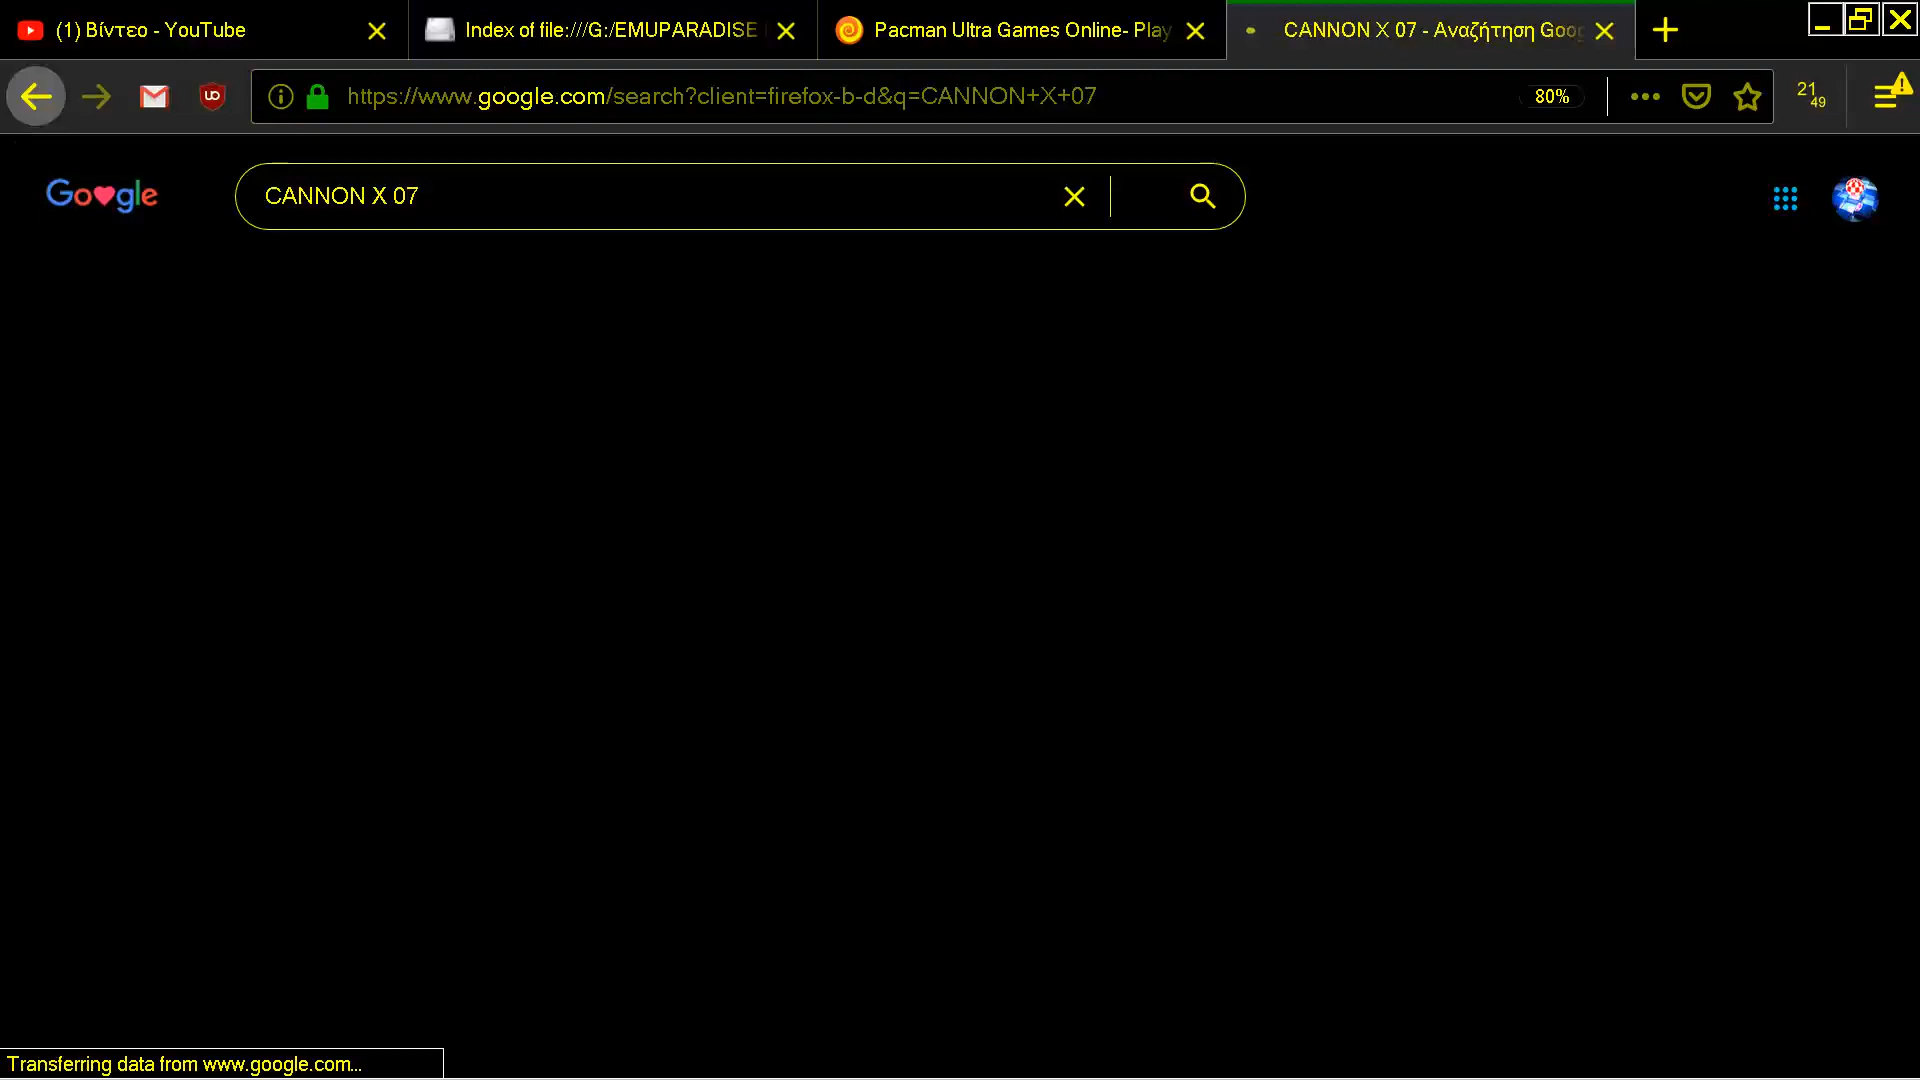 (1) Βίντεο - YouTube
Index of file:///G:/EMUPARADISE
Pacman Ultra Games Online- Play
CANNON X 07 - Αναζήτηση Goog
https://www.google.com/search?client=firefox-b-d&q=CANNON+X+07
80%
21
49
Google
CANNON X 07
Transferring data from www.google.com...